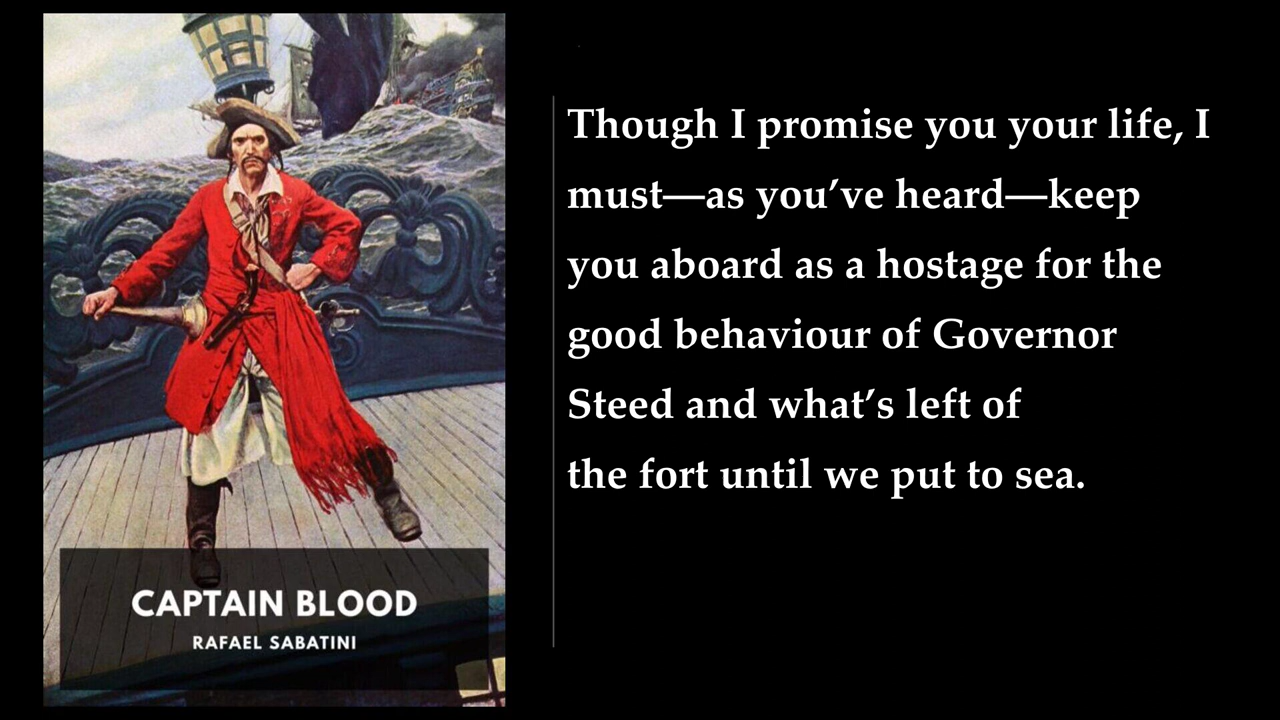 CAPTAIN BLOOD
RAFAEL SABATINI
Though I promise you your life, I
must—as you’ve heard—keep
you aboard as a hostage for the
good behaviour of Governor
Steed and what’s left of
the fort until we put to sea.